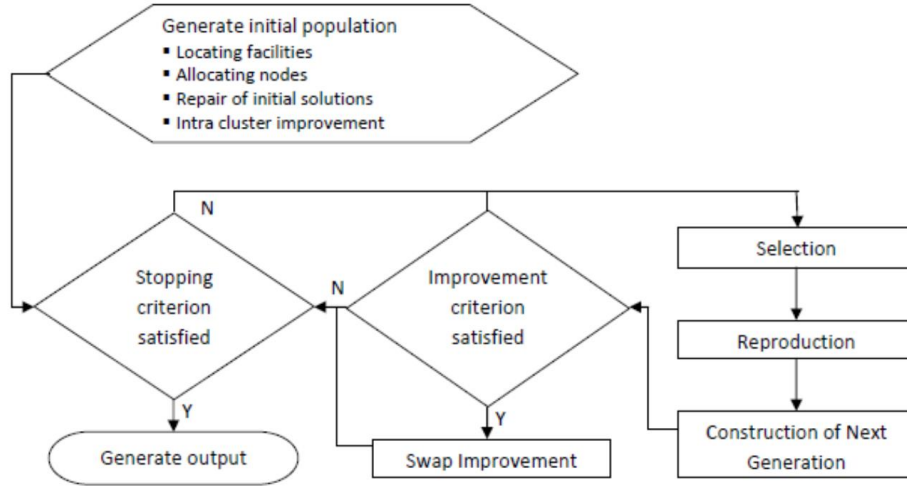 Generate initial population
▪ Locating facilities
▪ Allocating nodes
▪ Repair of initial solutions
▪ Intra cluster improvement
N
Stopping
criterion
satisfied
Y
Generate output
N
Improvement
criterion
satisfied
Y
Swap Improvement
Selection
Reproduction
Construction of Next
Generation